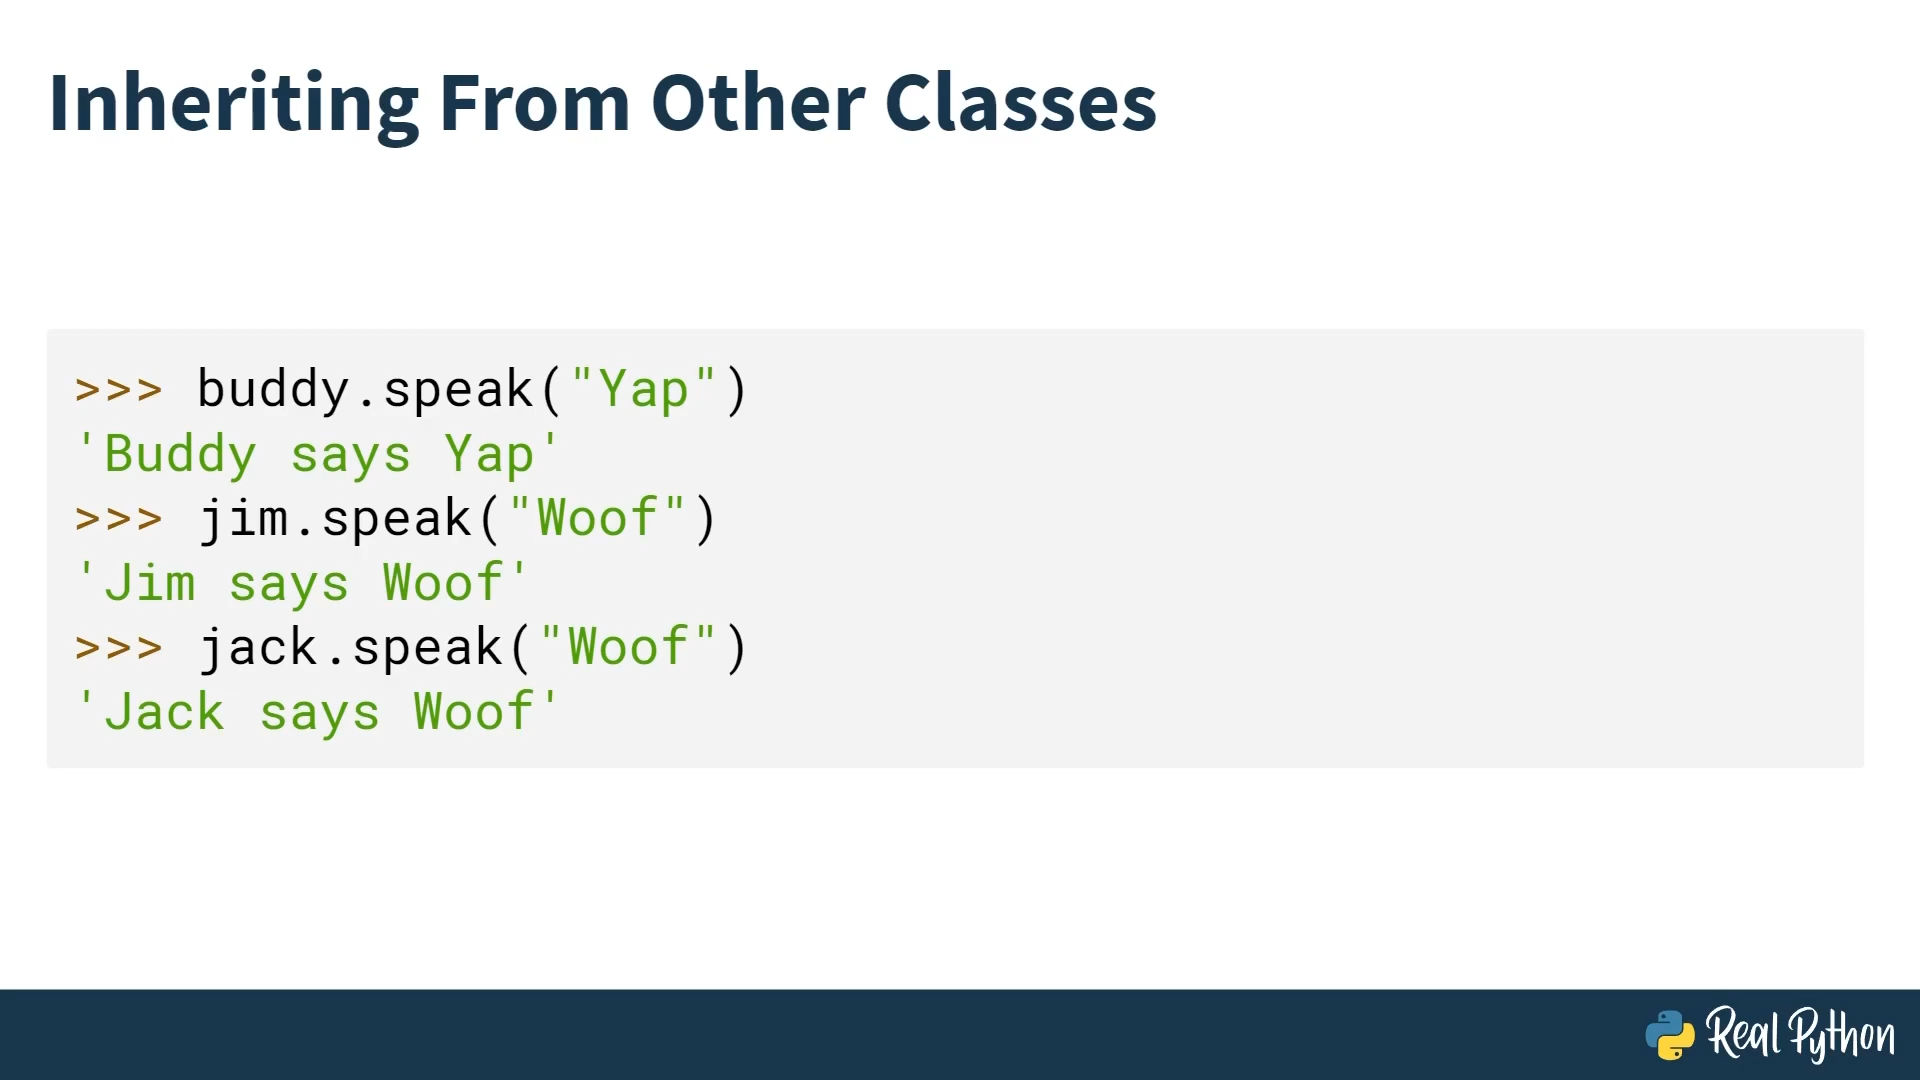 Inheriting From Other Classes
>>> buddy.speak("Yap")
'Buddy says Yap'
>>> jim.speak("Woof")
'Jim says Woof'
>>> jack.speak("Woof")
'Jack says Woof'
Real Python